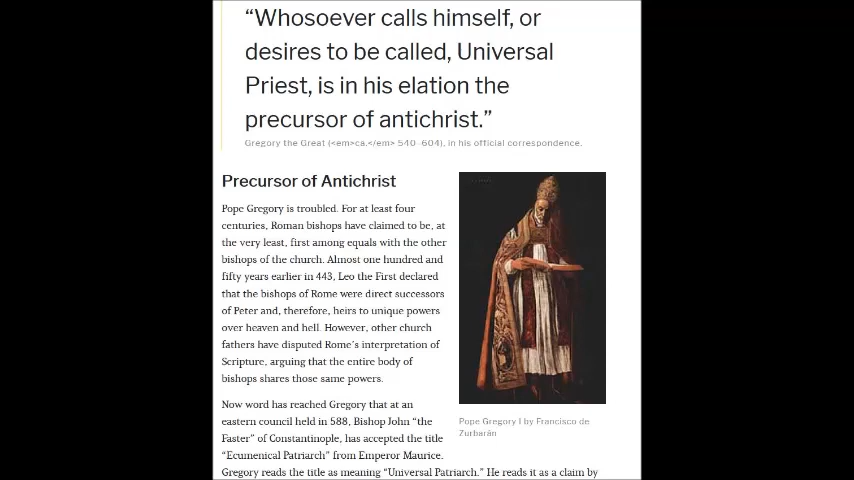 “Whosoever calls himself, or
desires to be called, Universal
Priest, is in his elation the
precursor of antichrist.”
Gregory the Great (<em>ca.</em> 540–604), in his official correspondence.
Precursor of Antichrist
Pope Gregory is troubled. For at least four
centuries, Roman bishops have claimed to be, at
the very least, first among equals with the other
bishops of the church. Almost one hundred and
fifty years earlier in 443, Leo the First declared
that the bishops of Rome were direct successors
of Peter and, therefore, heirs to unique powers
over heaven and hell. However, other church
fathers have disputed Rome’s interpretation of
Scripture, arguing that the entire body of
bishops shares those same powers.
Now word has reached Gregory that at an
eastern council held in 588, Bishop John “the
Faster” of Constantinople, has accepted the title
“Ecumenical Patriarch” from Emperor Maurice.
Gregory reads the title as meaning “Universal Patriarch.” He reads it as a claim by
Pope Gregory I by Francisco de
Zurbarán